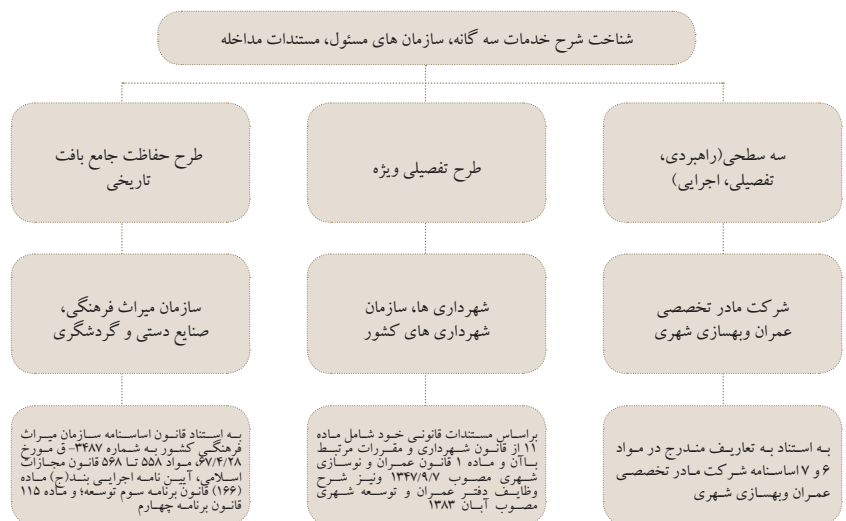 شناخت شرح خدمات سه گانه، سازمان های مسئول، مستندات مداخله
سه سطحی(راهبردی،
تفصیلی، اجرایی)
طرح تفصیلی ویژه
طرح حفاظت جامع بافت
تاریخی
شرکت مادر تخصصی
عمران وبهسازی شهری
شهرداری ها، سازمان
شهرداری های کشور
سازمان میراث فرهنگی،
صنایع دستی و گردشگری
به استناد به تعاریف مندرج در مواد
۶ و ۷ اساسنامه شرکت مادر تخصصی
عمران وبهسازی شهری
براساس مستندات قانونی خود شامل ماده
۱۱ از قانون شهرداری و مقررات مرتبط
باآن و ماده ۱ قانون عمران و نوسازی
شهری مصوب ۱۳۴۷/۹/۷ ونیز شرح
وظایف دفتر عمران و توسعه شهری
مصوب آبان ۱۳۸۳
به استناد قانون اساسنامه سازمان میراث
فرهنگی کشور به شماره ۳۴۸۷- ق مورخ
۶۷/۴/۲۸، مواد ۵۵۸ تا ۵۶۸ قانون مجازات
اسلامی، آیین نامه اجرایی بند(ج) ماده
(۱۶۶) قانون برنامه سوم توسعه؛ و ماده ۱۱۵
قانون برنامه چهارم